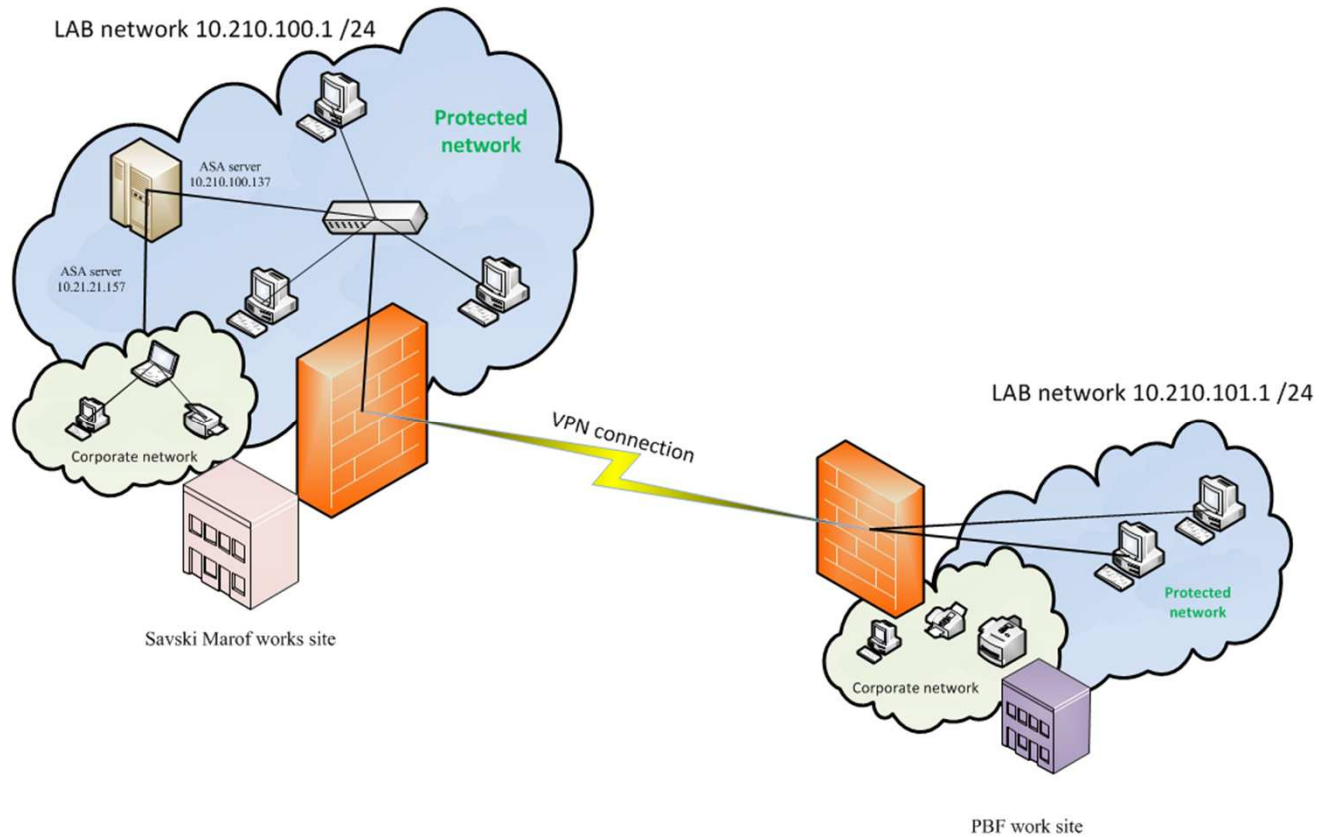 LAB network 10.210.100.1 /24
Protected
network
ASA server
10.210.100.137
ASA server
10.21.21.157
Corporate network
Savski Marof works site
VPN connection
LAB network 10.210.101.1 /24
Protected
network
Corporate network
PBF work site